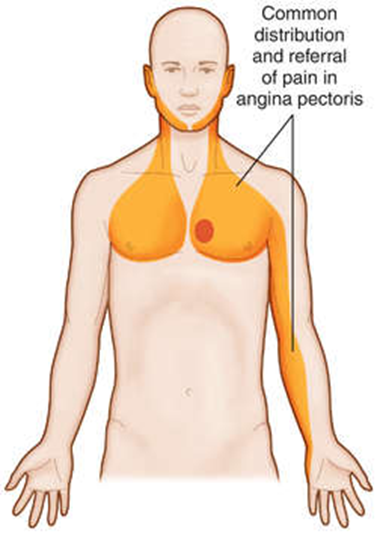 Common
distribution
and referral
of pain in
angina pectoris